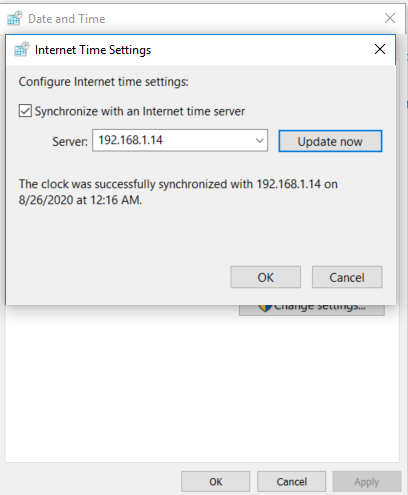 Date and Time
Internet Time Settings
Configure Internet time settings:
Synchronize with an Internet time server
Server: 192.168.1.14 Update now
The clock was successfully synchronized with 192.168.1.14 on
8/26/2020 at 12:16 AM.
OK Cancel
Change settings...
OK Cancel Apply